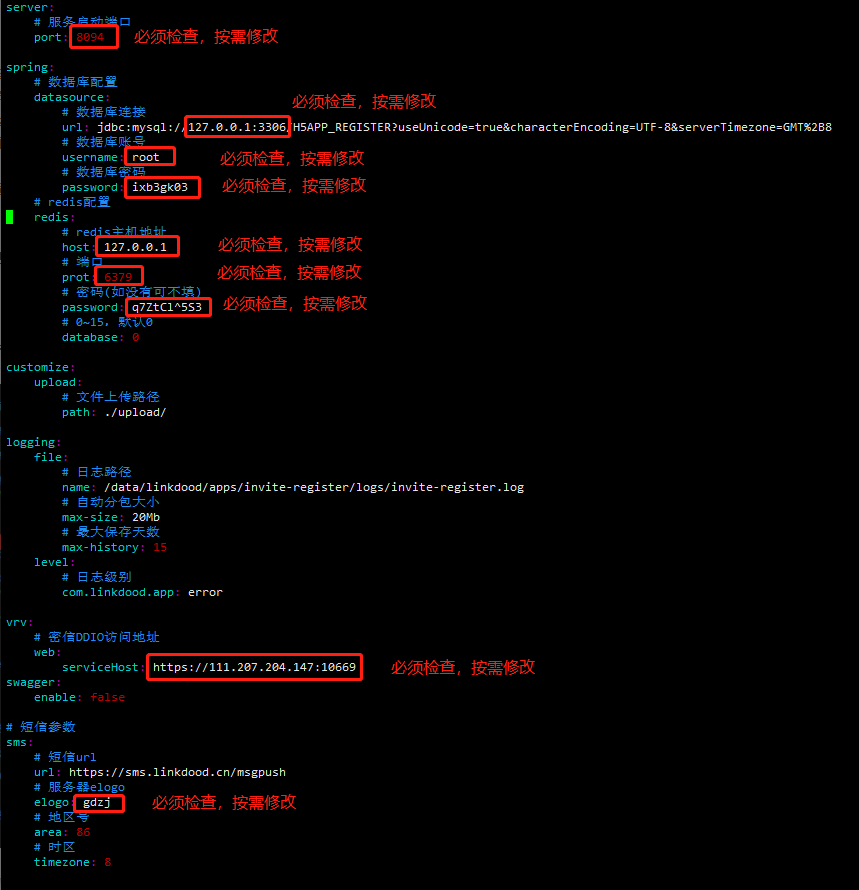 server:
# 服务启动端口
port: 8094 必须检查，按需修改
spring:
# 数据库配置
datasource:
必须检查，按需修改
# 数据库连接
url: jdbc:mysql://127.0.0.1:3306/H5APP_REGISTER?useUnicode=true&characterEncoding=UTF-8&serverTimezone=GMT%2B8
# 数据库账号
username: root 必须检查，按需修改
# 数据库密码
password: ixb3gk03 必须检查，按需修改
# redis配置
redis:
# redis主机地址
host: 127.0.0.1 必须检查，按需修改
# 端口
prot: 6379 必须检查，按需修改
# 密码(如没有可不填)
password: q7ZtCl^5S3 必须检查，按需修改
# 0~15，默认0
database: 0
customize:
upload:
# 文件上传路径
path: ./upload/
logging:
file:
# 日志路径
name: /data/linkdood/apps/invite-register/logs/invite-register.log
# 自动分包大小
max-size: 20Mb
# 最大保存天数
max-history: 15
level:
# 日志级别
com.linkdood.app: error
vrv:
# 密信DDIO访问地址
web:
serviceHost: https://111.207.204.147:10669 必须检查，按需修改
swagger:
enable: false
# 短信参数
sms:
# 短信url
url: https://sms.linkdood.cn/msgpush
# 服务器elogo
elogo: gdzj 必须检查，按需修改
# 地区号
area: 86
# 时区
timezone: 8